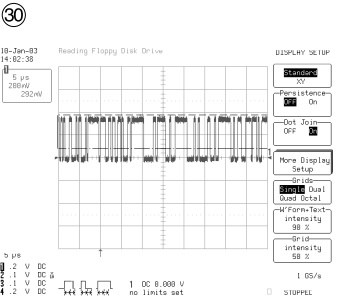 30
10-Jan-03
14:02:38
Reading Floppy Disk Drive
1
5 µs
200mV
292mV
DISPLAY SETUP
Standard
XY
Persistence
OFF On
Dot Join
OFF On
More Display
Setup
Grids
Single Dual
Quad Octal
W'Form+Text
intensity
90 %
Grid
intensity
50 %
1
5 µs
1 .2 V DC
2 .1 V DC
3 .1 V DC
4 .2 V DC
1 DC 0.000 V
no limits set
1 GS/s
STOPPED